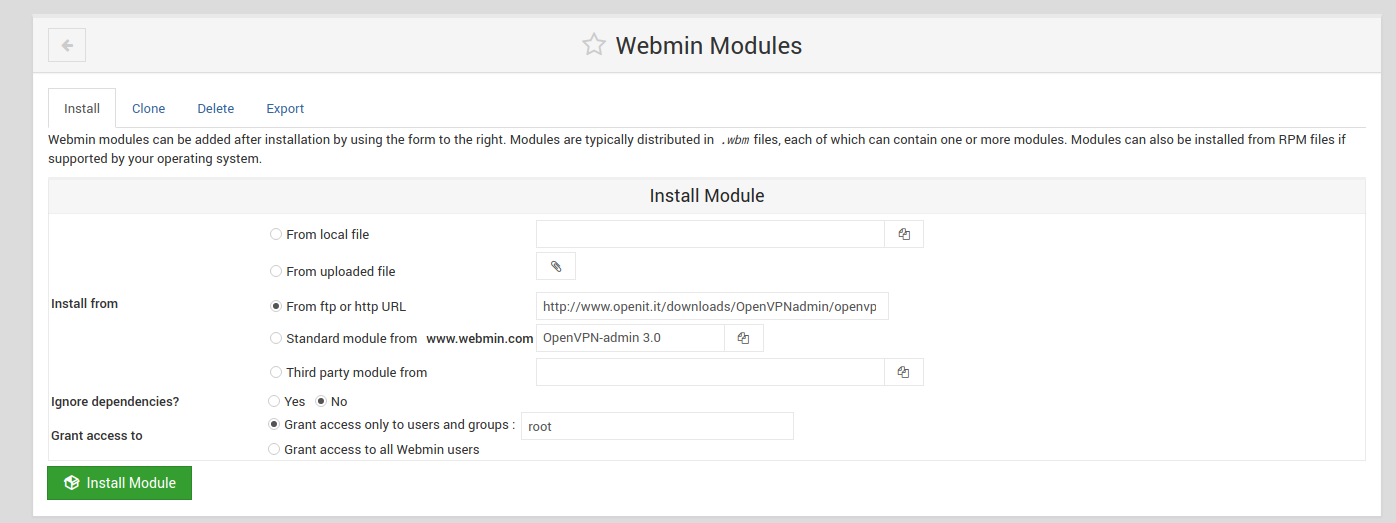 Webmin Modules
Install Clone Delete Export
Webmin modules can be added after installation by using the form to the right. Modules are typically distributed in .wbm files, each of which can contain one or more modules. Modules can also be installed from RPM files if
supported by your operating system.
Install Module
From local file
From uploaded file
Install from
From ftp or http URL http://www.openit.it/downloads/OpenVPNadmin/openvp
Standard module from www.webmin.com OpenVPN-admin 3.0
Third party module from
Ignore dependencies? Yes No
Grant access only to users and groups : root
Grant access to
Grant access to all Webmin users
Install Module